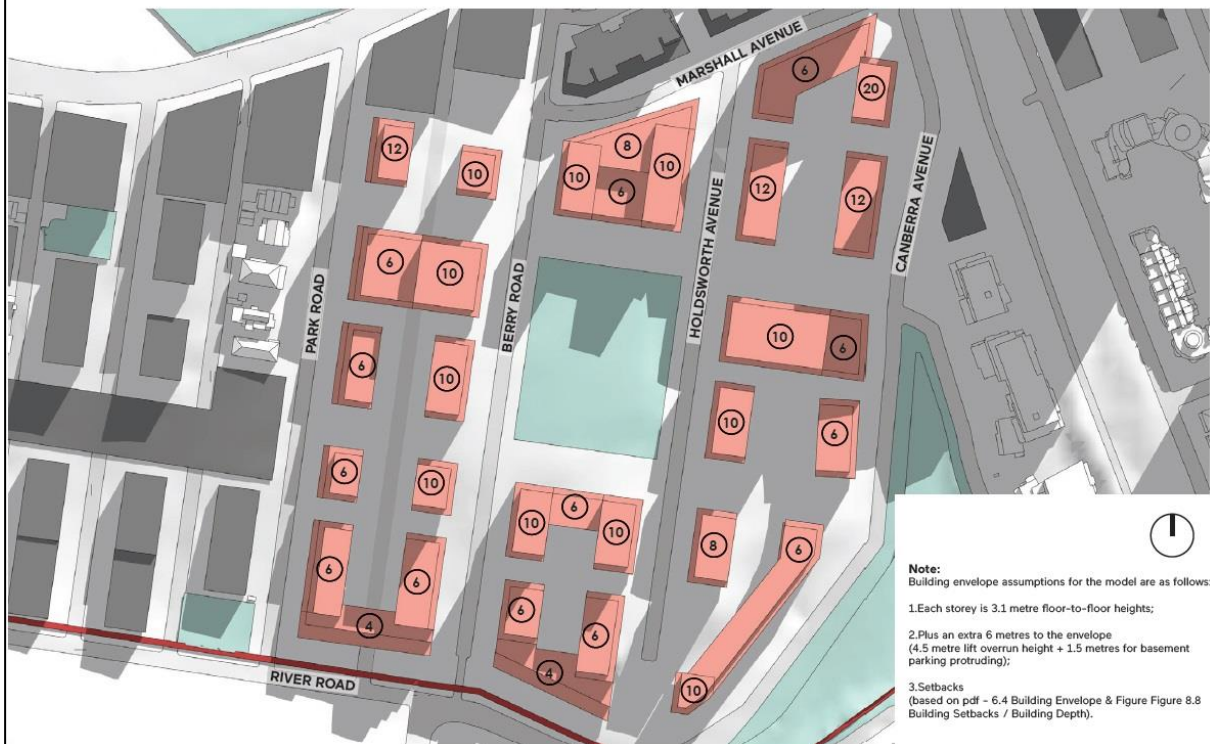 MARSHALL AVENUE
6
20
12
10
8
10
10
6
12
12
6
10
PARK ROAD
BERRY ROAD
HOLDSWORTH AVENUE
CANBERRA AVENUE
10
6
6
10
10
6
6
10
10
6
10
8
6
6
6
6
6
4
4
10
RIVER ROAD
Note:
Building envelope assumptions for the model are as follows:
1.Each storey is 3.1 metre floor-to-floor heights;
2.Plus an extra 6 metres to the envelope
(4.5 metre lift overrun height + 1.5 metres for basement
parking protruding);
3.Setbacks
(based on pdf - 6.4 Building Envelope & Figure Figure 8.8
Building Setbacks / Building Depth).